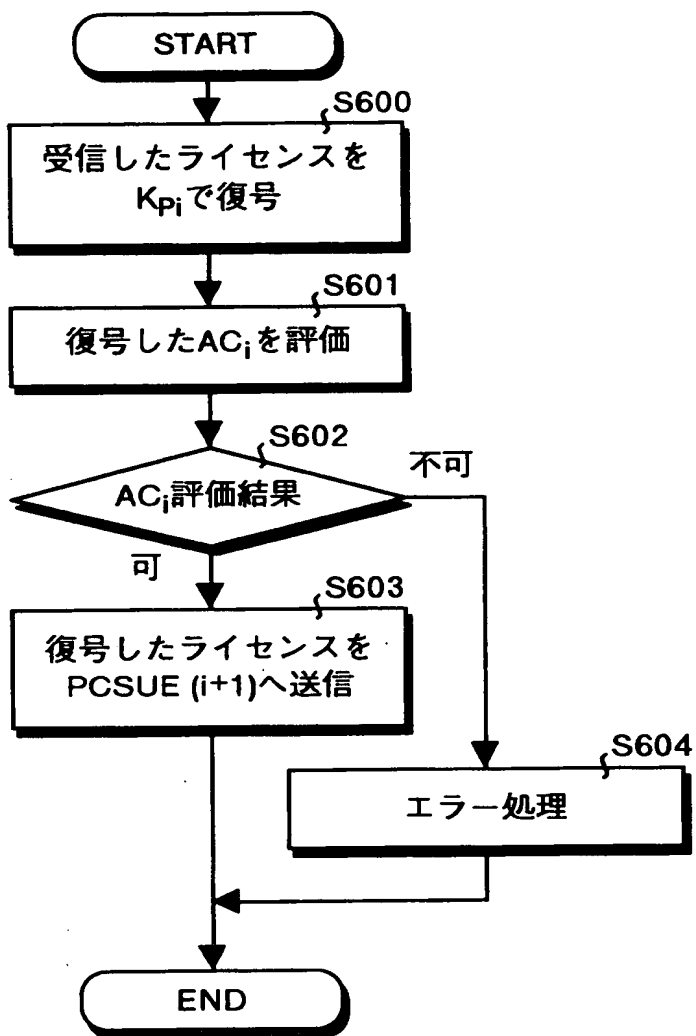 START
S600
受信したライセンスを
KPiで復号
S601
復号したACiを評価
S602
ACi評価結果
不可
可
S603
復号したライセンスを
PCSUE (i+1)へ送信
S604
エラー処理
END